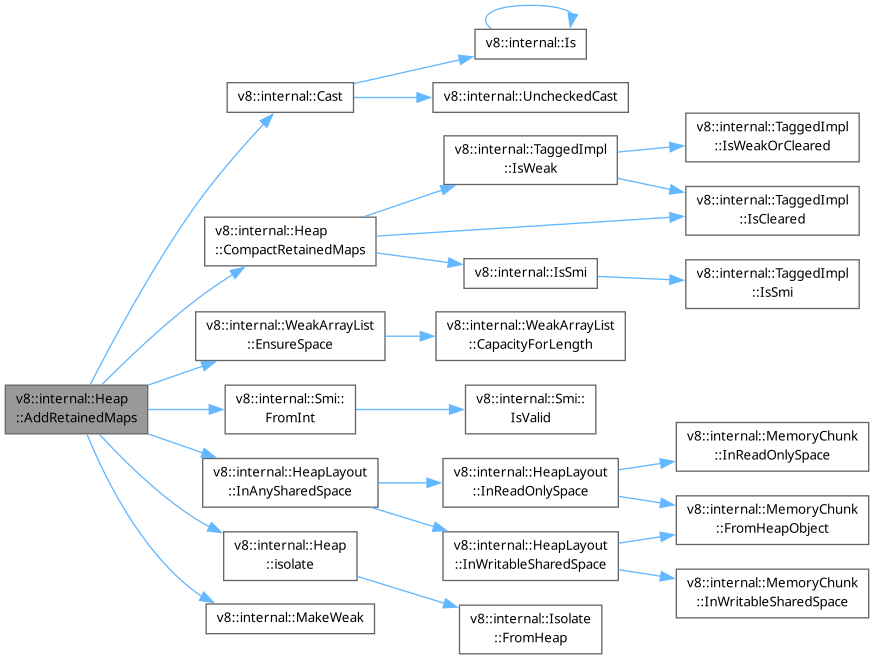 v8::internal::Is
v8::internal::Cast
v8::internal::UncheckedCast
v8::internal::TaggedImpl
::IsWeakOrCleared
v8::internal::TaggedImpl
::IsWeak
v8::internal::TaggedImpl
::IsCleared
v8::internal::Heap
::CompactRetainedMaps
v8::internal::IsSmi
v8::internal::TaggedImpl
::IsSmi
v8::internal::WeakArrayList
::EnsureSpace
v8::internal::WeakArrayList
::CapacityForLength
v8::internal::Heap
::AddRetainedMaps
v8::internal::Smi::
FromInt
v8::internal::Smi::
IsValid
v8::internal::MemoryChunk
::InReadOnlySpace
v8::internal::HeapLayout
::InAnySharedSpace
v8::internal::HeapLayout
::InReadOnlySpace
v8::internal::MemoryChunk
::FromHeapObject
v8::internal::Heap
::isolate
v8::internal::HeapLayout
::InWritableSharedSpace
v8::internal::MemoryChunk
::InWritableSharedSpace
v8::internal::MakeWeak
v8::internal::Isolate
::FromHeap